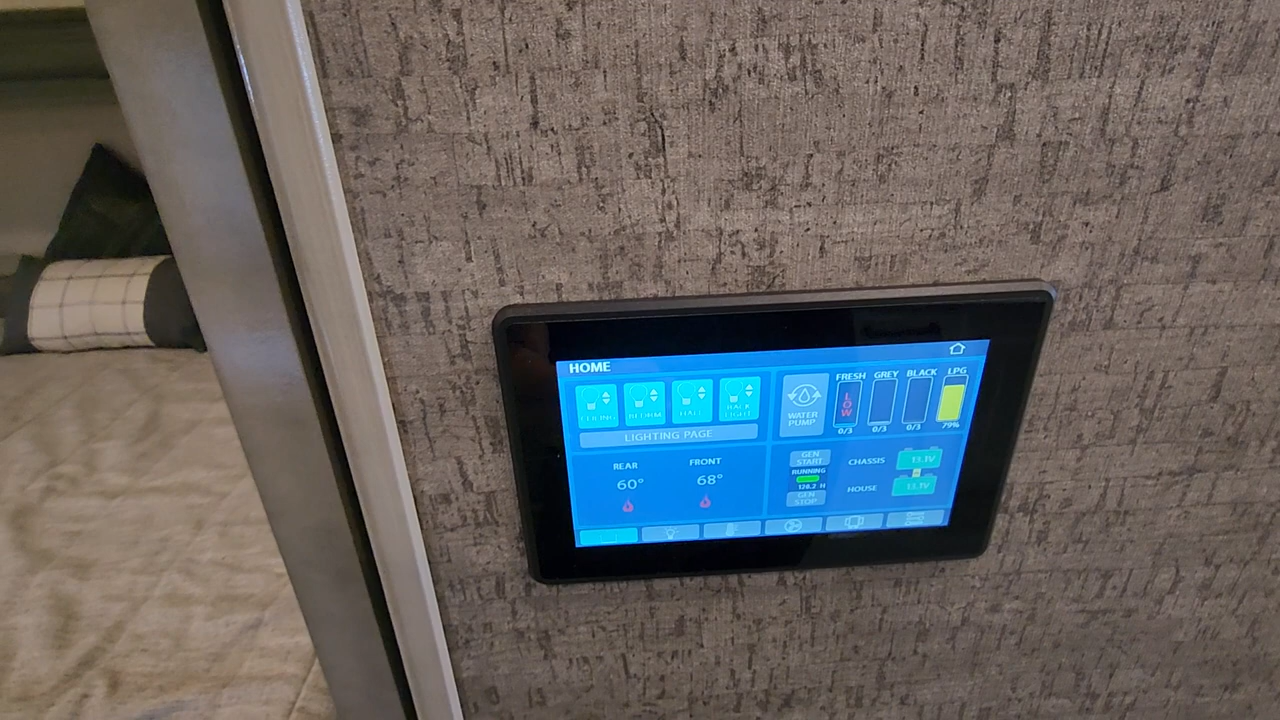 HOME
CEILING
BEDRM
HALL
BACK
LIGHT
LIGHTING PAGE
WATER
PUMP
FRESH GREY BLACK LPG
LOW
0/3 0/3 0/3 79%
REAR FRONT
60° 68°
GEN
START
RUNNING
128.2 H
GEN
STOP
CHASSIS 13.1V
HOUSE 13.1V